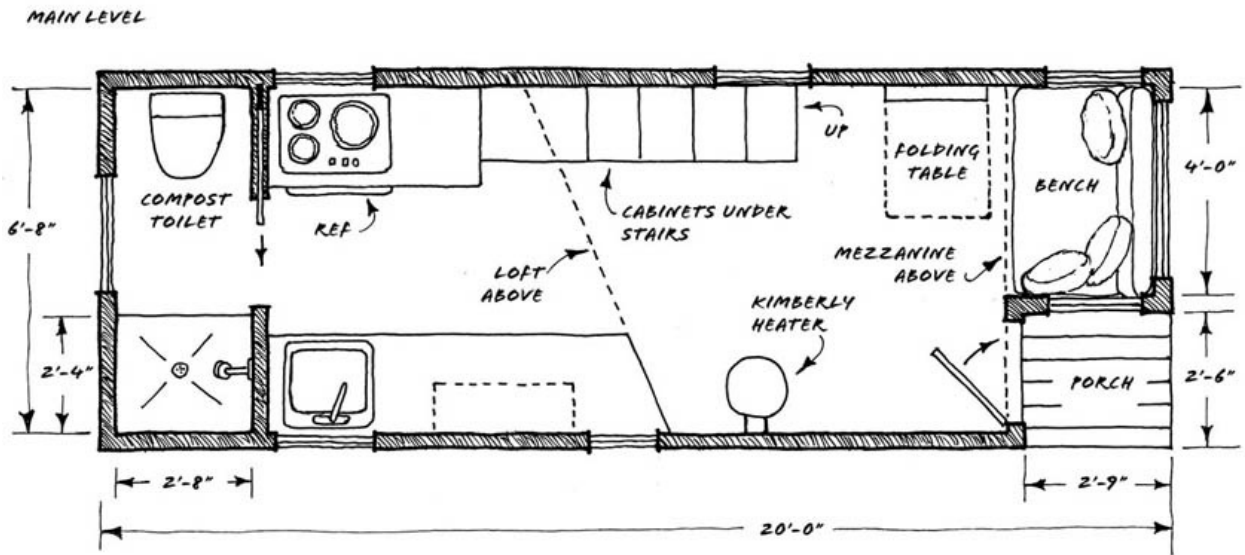 MAIN LEVEL
UP
COMPOST
TOILET
REF
CABINETS UNDER
STAIRS
FOLDING
TABLE
BENCH
4'-0"
6'-8"
LOFT
ABOVE
MEZZANINE
ABOVE
KIMBERLY
HEATER
2'-4"
PORCH
2'-6"
2'-8"
2'-9"
20'-0"